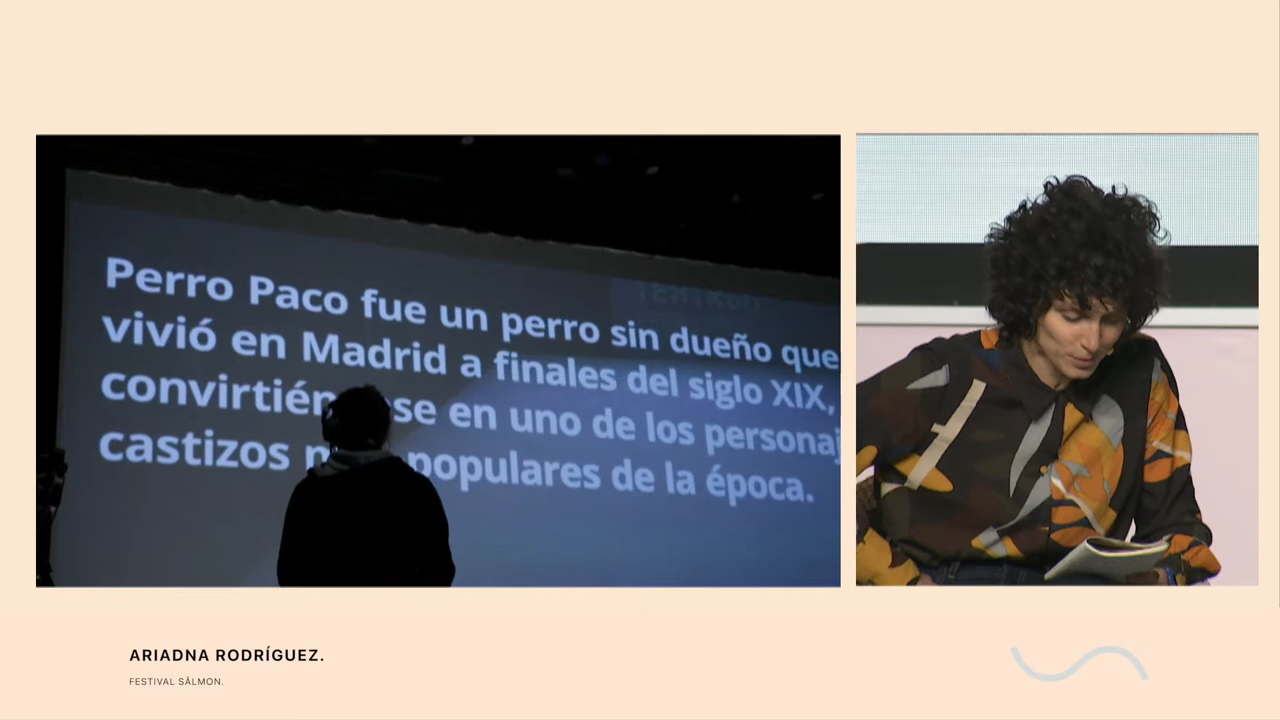 Perro Paco fue un perro sin dueño que
vivió en Madrid a finales del siglo XIX,
en uno de los
castizos populares de la época.
ARIADNA RODRÍGUEZ.
FESTIVAL SÂLMON.